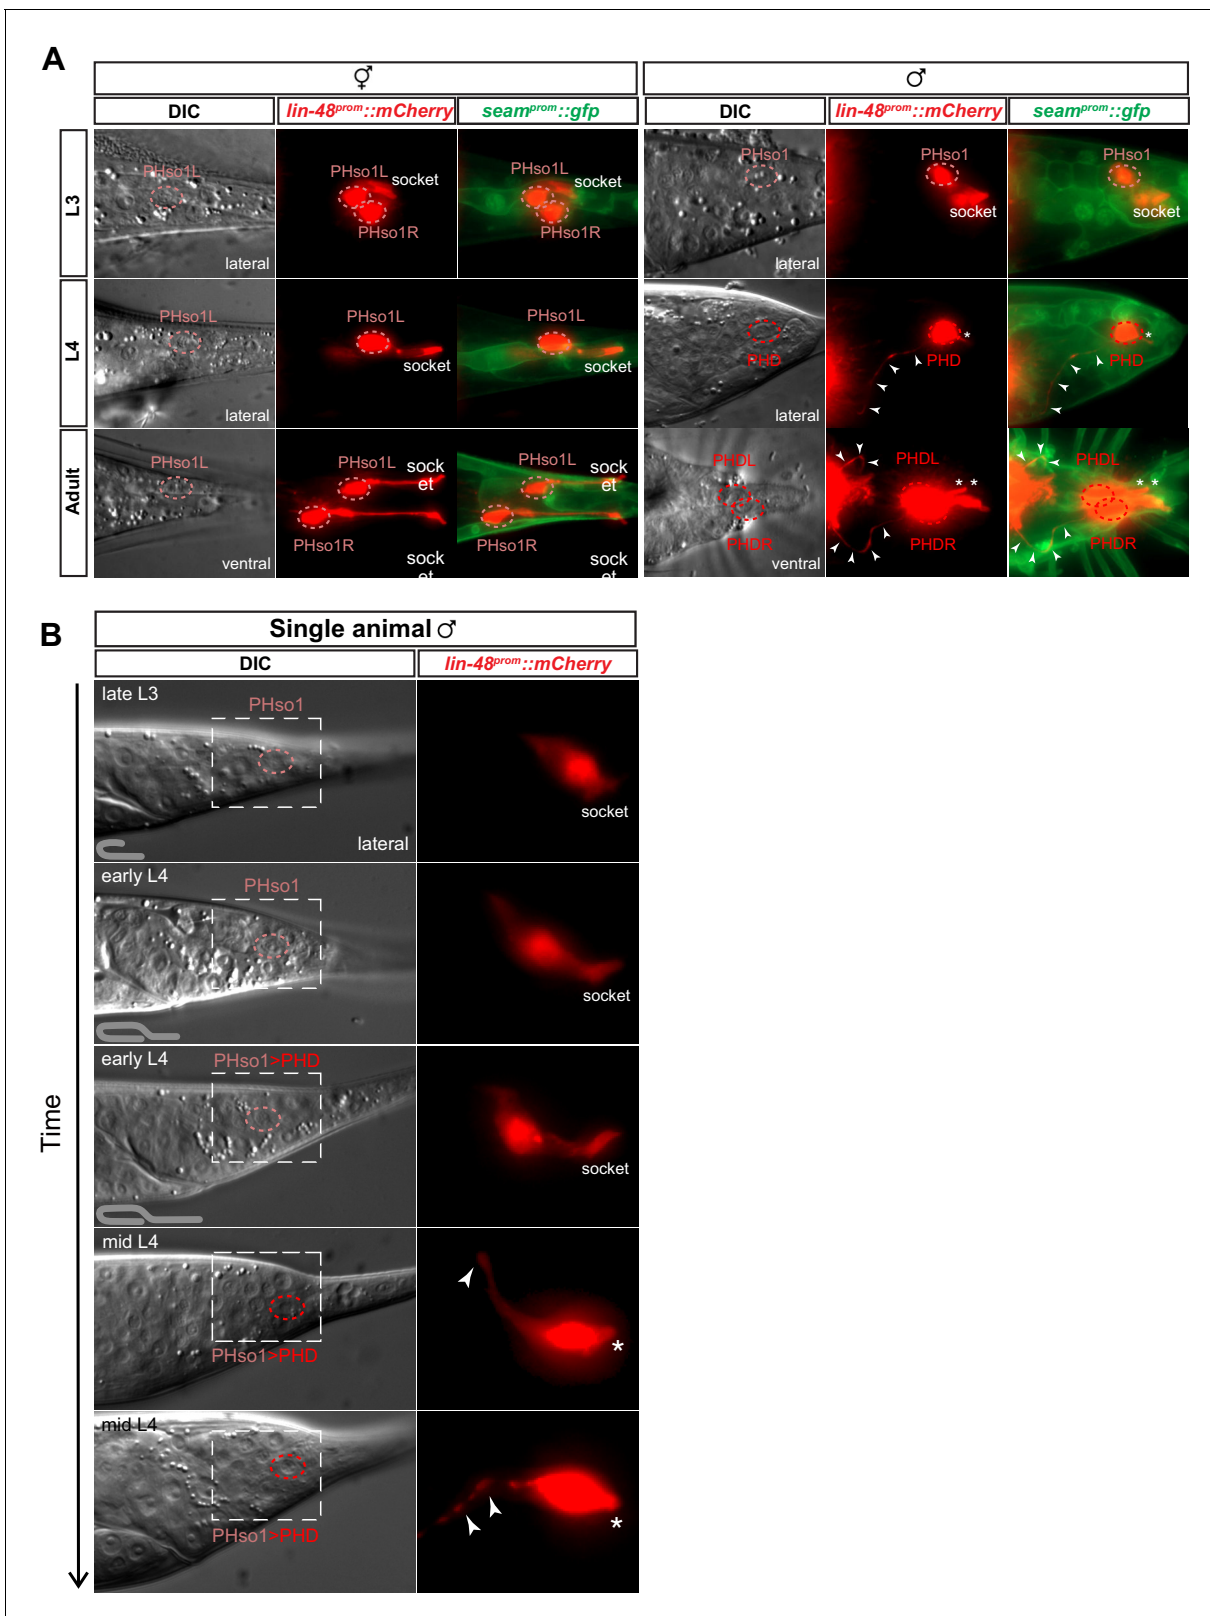 A
⚥ ♂
DIC lin-48prom::mCherry seamprom::gfp DIC lin-48prom::mCherry seamprom::gfp
L3
PHso1L PHso1L PHso1L PHso1 PHso1 PHso1
socket socket
socket socket
PHso1R PHso1R
lateral lateral
L4
PHso1L PHso1L PHso1L
* *
socket socket PHD PHD PHD
lateral lateral
Adult
PHso1L PHso1L sock PHso1L sock PHDL PHDL PHDL
et et
* * * *
PHso1R PHso1R PHDR PHDR PHDR
sock sock
ventral et et ventral
B
Single animal ♂
DIC lin-48prom::mCherry
Time
late L3
PHso1
socket
lateral
early L4
PHso1
socket
early L4
PHso1>PHD
socket
mid L4
*
PHso1>PHD
mid L4
*
PHso1>PHD